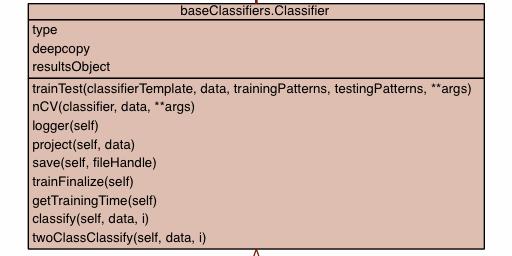 baseClassifiers.Classifier
type
deepcopy
resultsObject
trainTest(classifierTemplate, data, trainingPatterns, testingPatterns, **args)
nCV(classifier, data, **args)
logger(self)
project(self, data)
save(self, fileHandle)
trainFinalize(self)
getTrainingTime(self)
classify(self, data, i)
twoClassClassify(self, data, i)